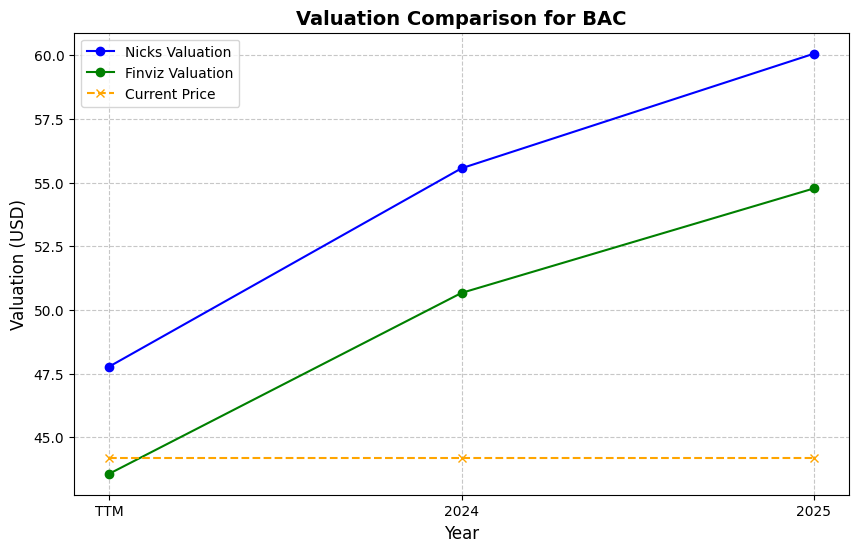 Valuation Comparison for BAC
Nicks Valuation
Finviz Valuation
Current Price
Valuation (USD)
60.0
57.5
55.0
52.5
50.0
47.5
45.0
TTM
2024
2025
Year